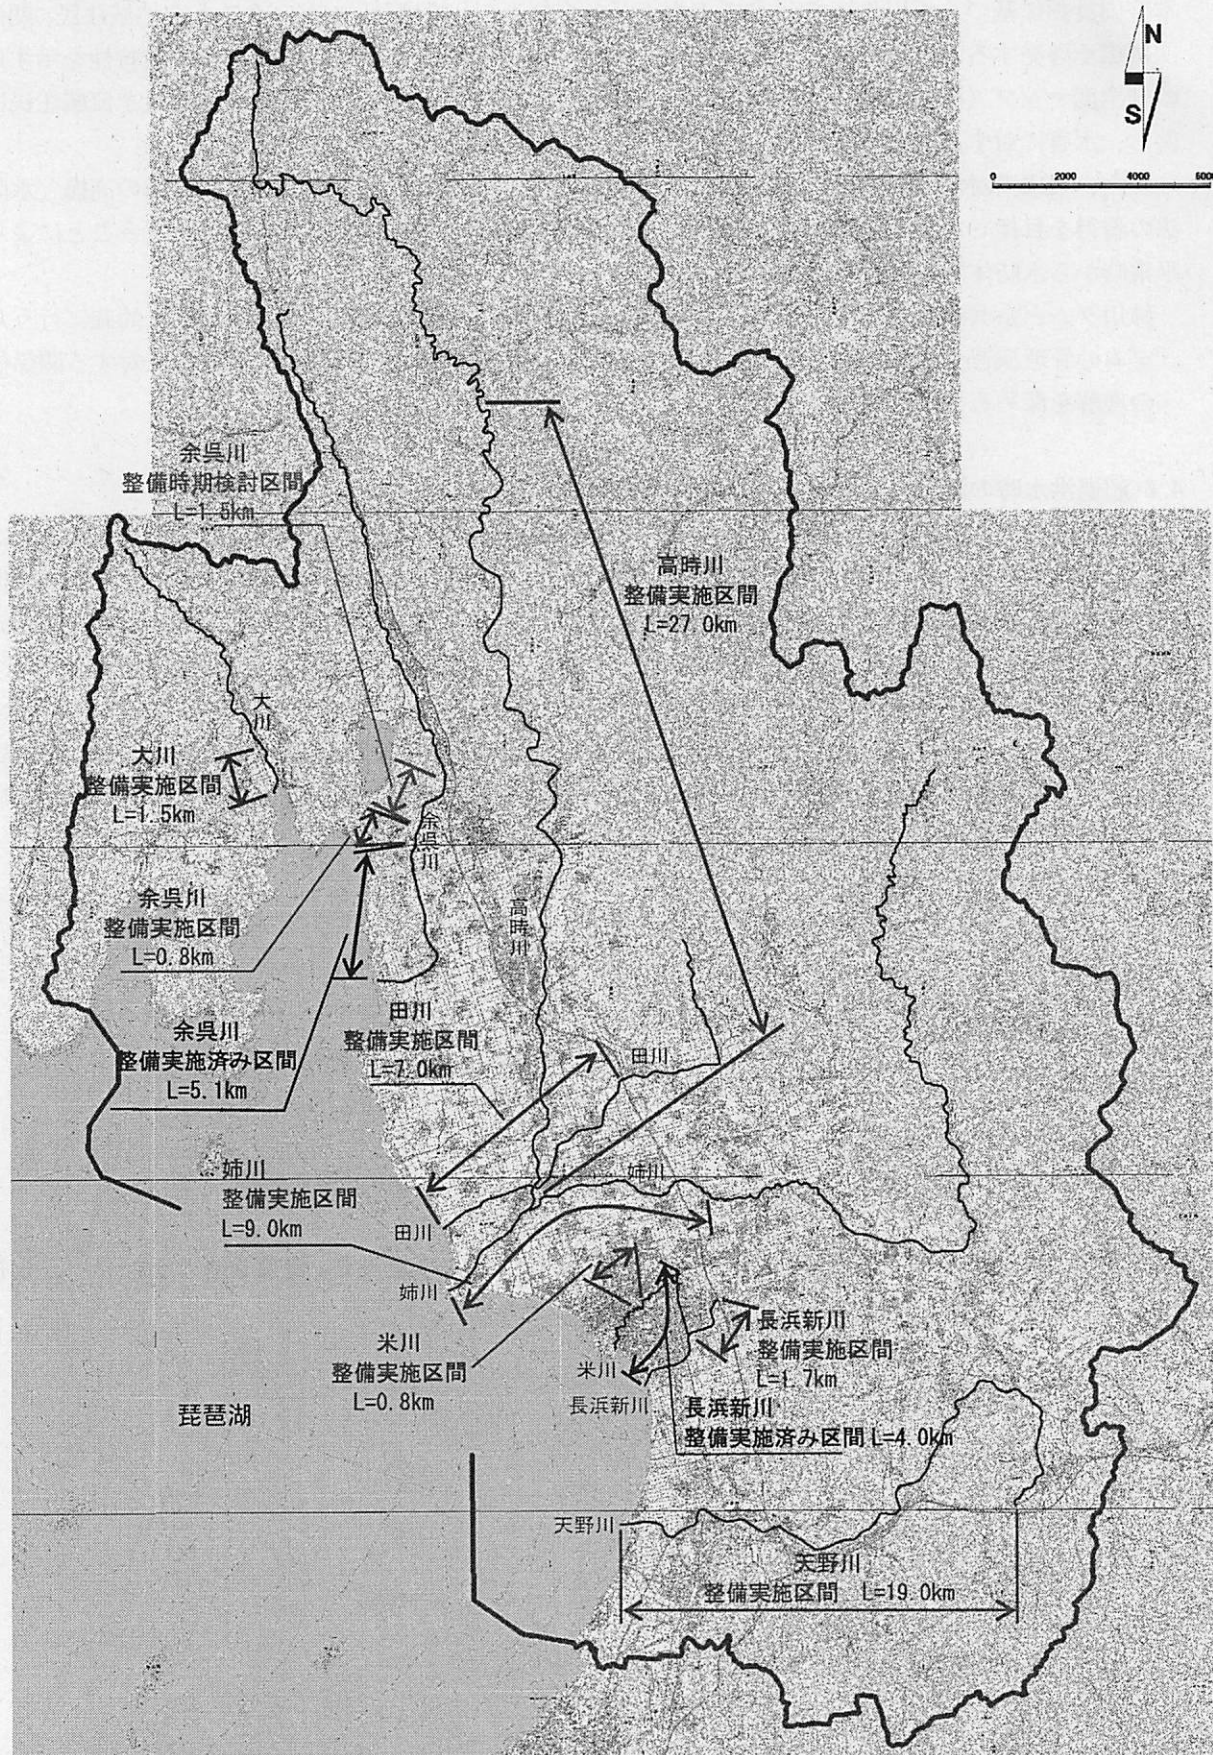 N
S
0 2000 4000 6000
余呉川
整備時期検討区間
L=1.5km
高時川
整備実施区間
L=27.0km
大川
大川
整備実施区間
L=1.5km
余呉川
高時川
余呉川
整備実施区間
L=0.8km
余呉川
整備実施済み区間
L=5.1km
田川
整備実施区間
L=7.0km
田川
姉川
姉川
整備実施区間
L=9.0km
田川
姉川
米川
整備実施区間
L=0.8km
米川
長浜新川
長浜新川
整備実施区間
L=1.7km
長浜新川
整備実施済み区間 L=4.0km
琵琶湖
天野川
天野川
整備実施区間 L=19.0km